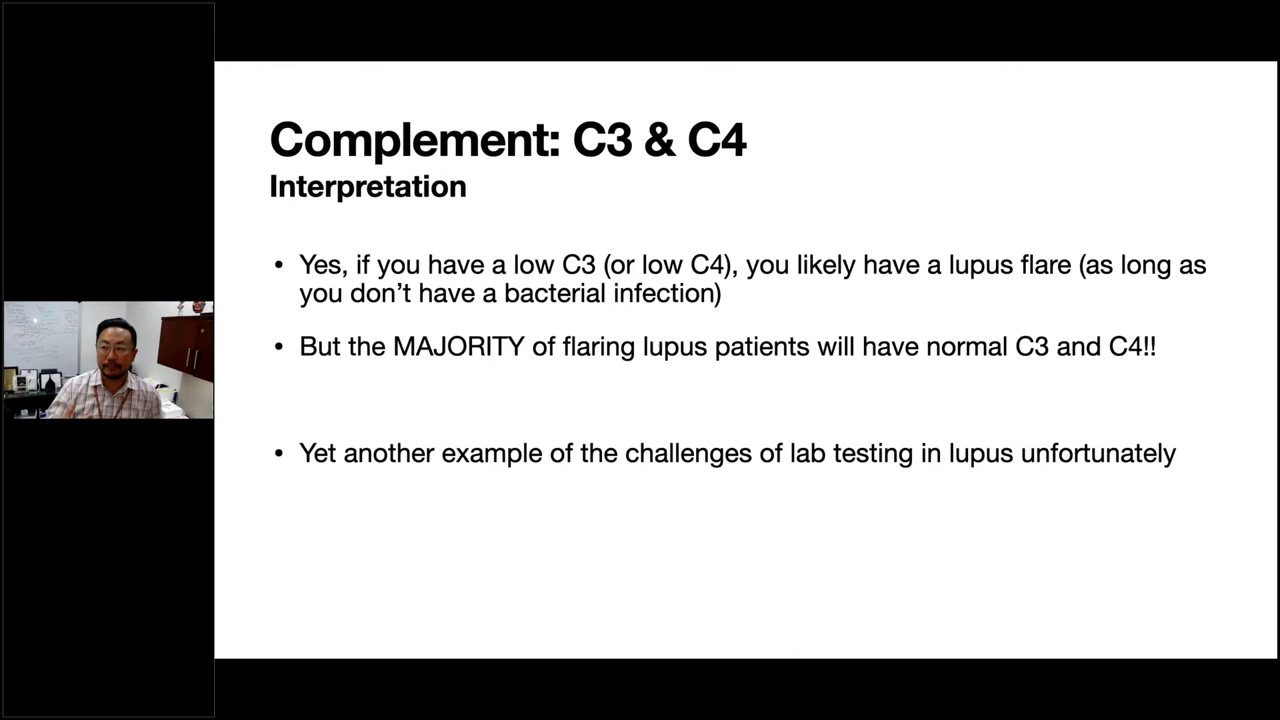 Complement: C3 & C4
Interpretation
• Yes, if you have a low C3 (or low C4), you likely have a lupus flare (as long as
you don’t have a bacterial infection)
• But the MAJORITY of flaring lupus patients will have normal C3 and C4!!
• Yet another example of the challenges of lab testing in lupus unfortunately